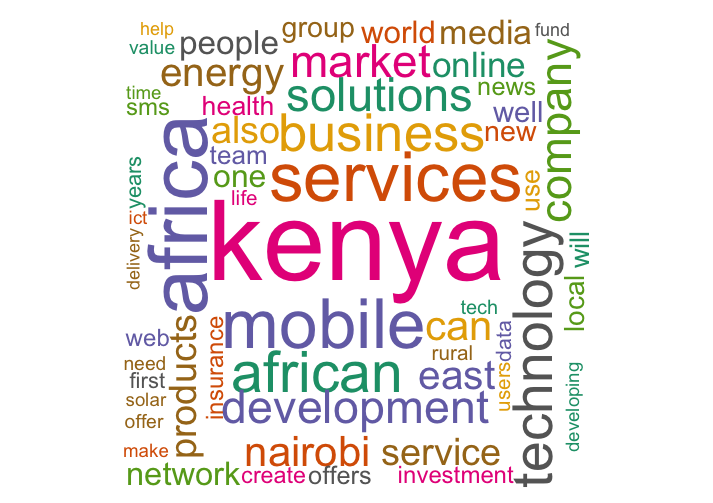 help
value
people
group
world
media
fund
energy
market
online
time
sms
health
solutions
news
company
also
business
well
new
africa
team
one
services
use
years
life
ict
kenya
delivery
technology
will
local
mobile
tech
can
data
web
products
insurance
rural
need
first
african
east
users
developing
solar
offer
development
make
nairobi
service
network
create
offers
investment